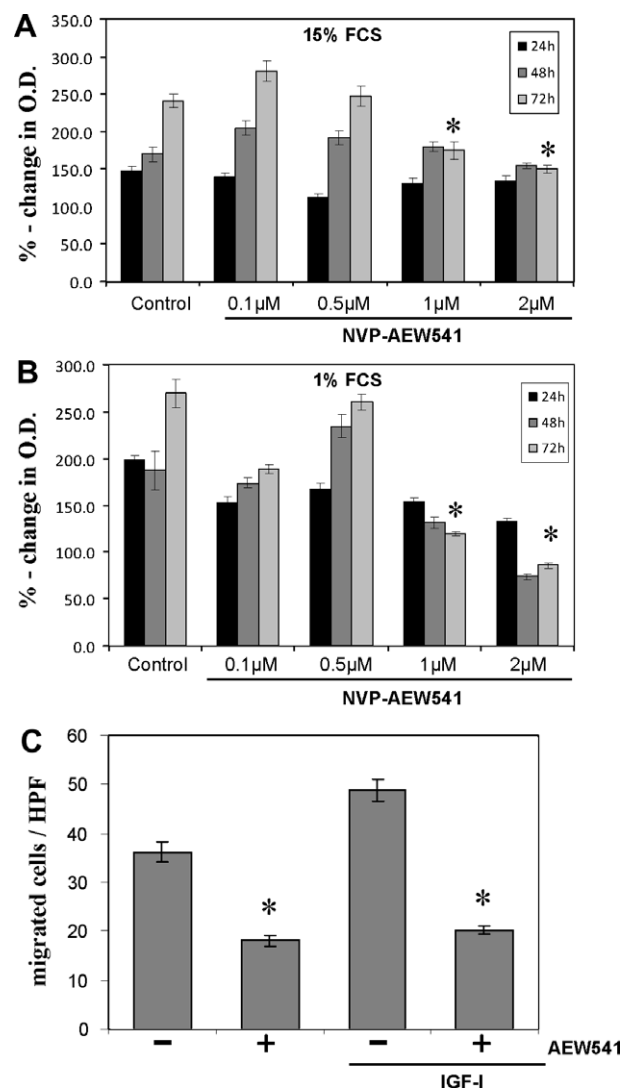 A
15% FCS
350.0
300.0
250.0
200.0
150.0
100.0
50.0
0.0
% - change in O.D.
24h
48h
72h
*
*
Control 0.1µM 0.5µM 1µM 2µM
NVP-AEW541
B
1% FCS
300.0
250.0
200.0
150.0
100.0
50.0
0.0
% - change in O.D.
24h
48h
72h
*
*
Control 0.1µM 0.5µM 1µM 2µM
NVP-AEW541
C
60
50
40
30
20
10
0
migrated cells / HPF
*
*
− + − + AEW541
IGF-I